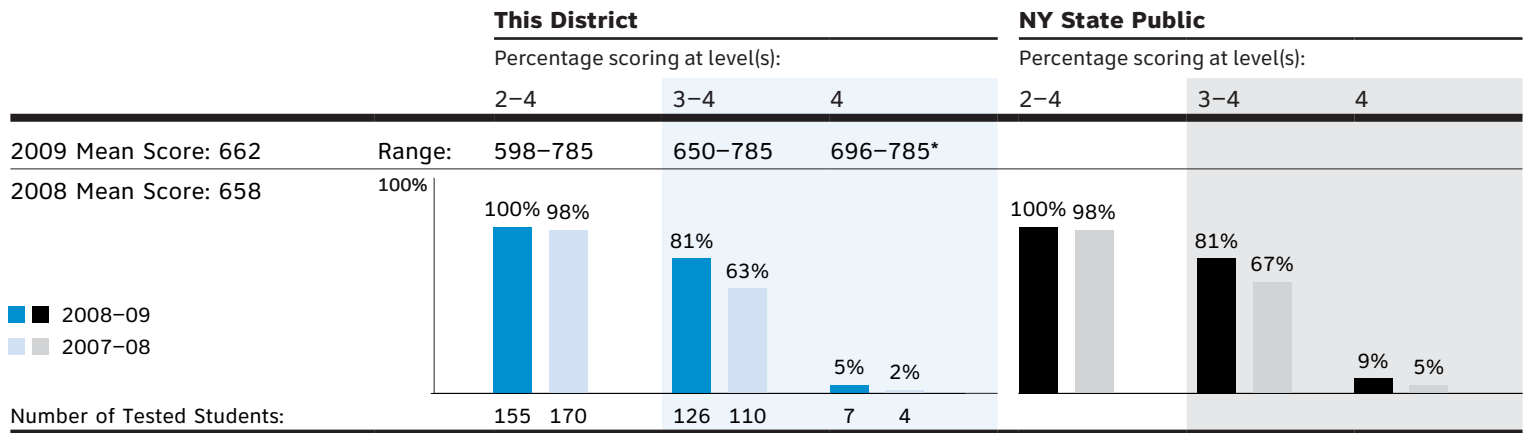 This District NY State Public
Percentage scoring at level(s): Percentage scoring at level(s):
2–4 3–4 4 2–4 3–4 4
2009 Mean Score: 662 Range: 598–785 650–785 696–785*
2008 Mean Score: 658 100%
100% 98% 81% 63% 5% 2% 100% 98% 81% 67% 9% 5%
2008–09
2007–08
Number of Tested Students: 155 170 126 110 7 4